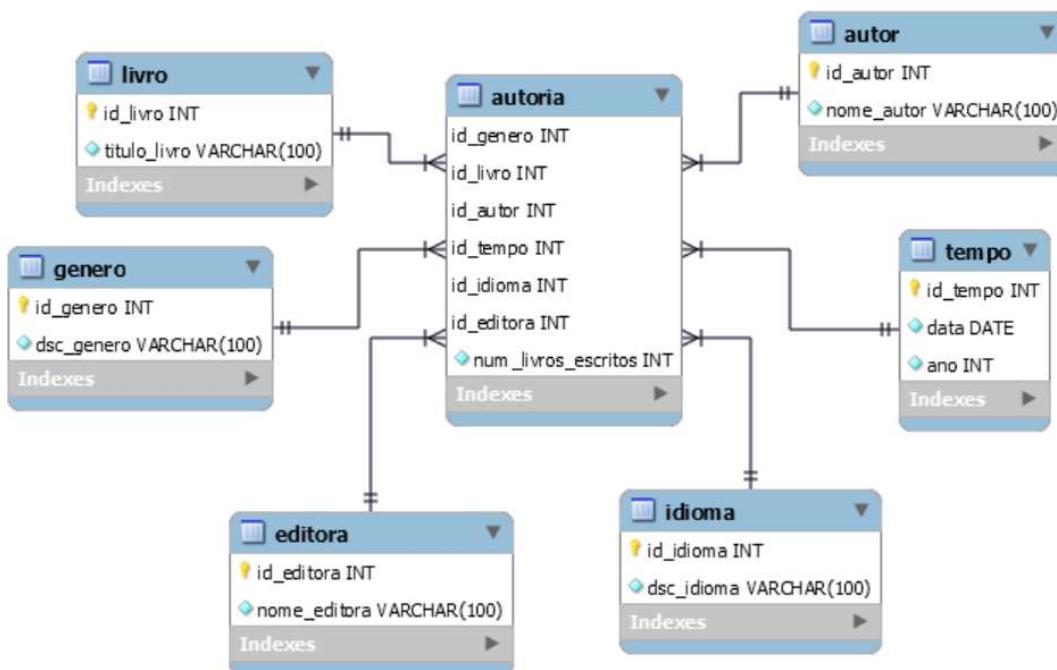 livro
id_livro INT
titulo_livro VARCHAR(100)
Indexes
autoria
id_genero INT
id_livro INT
id_autor INT
id_tempo INT
id_idioma INT
id_editora INT
num_livros_escritos INT
Indexes
autor
id_autor INT
nome_autor VARCHAR(100)
Indexes
genero
id_genero INT
dsc_genero VARCHAR(100)
Indexes
tempo
id_tempo INT
data DATE
ano INT
Indexes
editora
id_editora INT
nome_editora VARCHAR(100)
Indexes
idioma
id_idioma INT
dsc_idioma VARCHAR(100)
Indexes